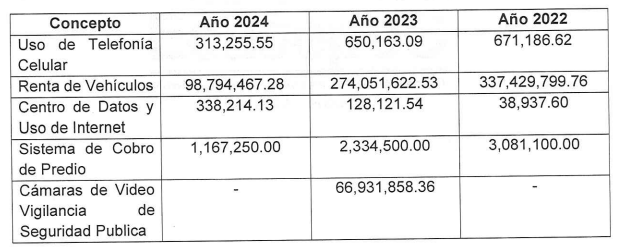 Concepto Año 2024 Año 2023 Año 2022
Uso de Telefonía 313,255.55 650,163.09 671,186.62
Celular
Renta de Vehículos 98,794,467.28 274,051,622.53 337,429,799.76
Centro de Datos y 338,214.13 128,121.54 38,937.60
Uso de Internet
Sistema de Cobro 1,167,250.00 2,334,500.00 3,081,100.00
de Predio
Cámaras de Video - 66,931,858.36 -
Vigilancia de
Seguridad Publica